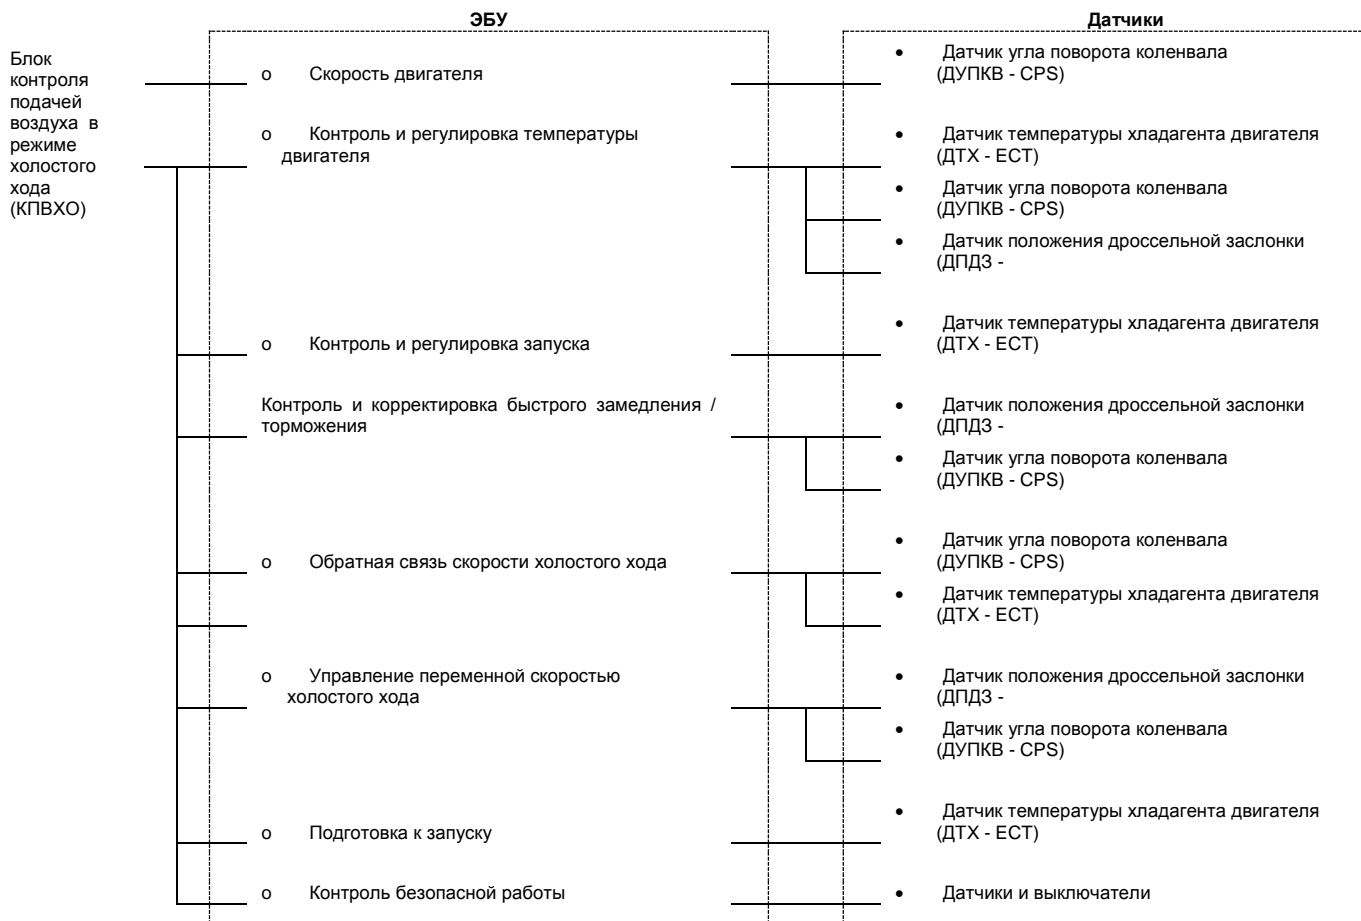 ЭБУ
Датчики
Блок
контроля
подачей
воздуха в
режиме
холостого
хода
(КПВХО)
o Скорость двигателя
• Датчик угла поворота коленвала
(ДУПКВ - CPS)
o Контроль и регулировка температуры
двигателя
• Датчик температуры хладагента двигателя
(ДТХ - ECT)
• Датчик угла поворота коленвала
(ДУПКВ - CPS)
• Датчик положения дроссельной заслонки
(ДПДЗ -
o Контроль и регулировка запуска
• Датчик температуры хладагента двигателя
(ДТХ - ECT)
Контроль и корректировка быстрого замедления /
торможения
• Датчик положения дроссельной заслонки
(ДПДЗ -
• Датчик угла поворота коленвала
(ДУПКВ - CPS)
o Обратная связь скорости холостого хода
• Датчик угла поворота коленвала
(ДУПКВ - CPS)
• Датчик температуры хладагента двигателя
(ДТХ - ECT)
o Управление переменной скоростью
холостого хода
• Датчик положения дроссельной заслонки
(ДПДЗ -
• Датчик угла поворота коленвала
(ДУПКВ - CPS)
o Подготовка к запуску
• Датчик температуры хладагента двигателя
(ДТХ - ECT)
o Контроль безопасной работы
• Датчики и выключатели